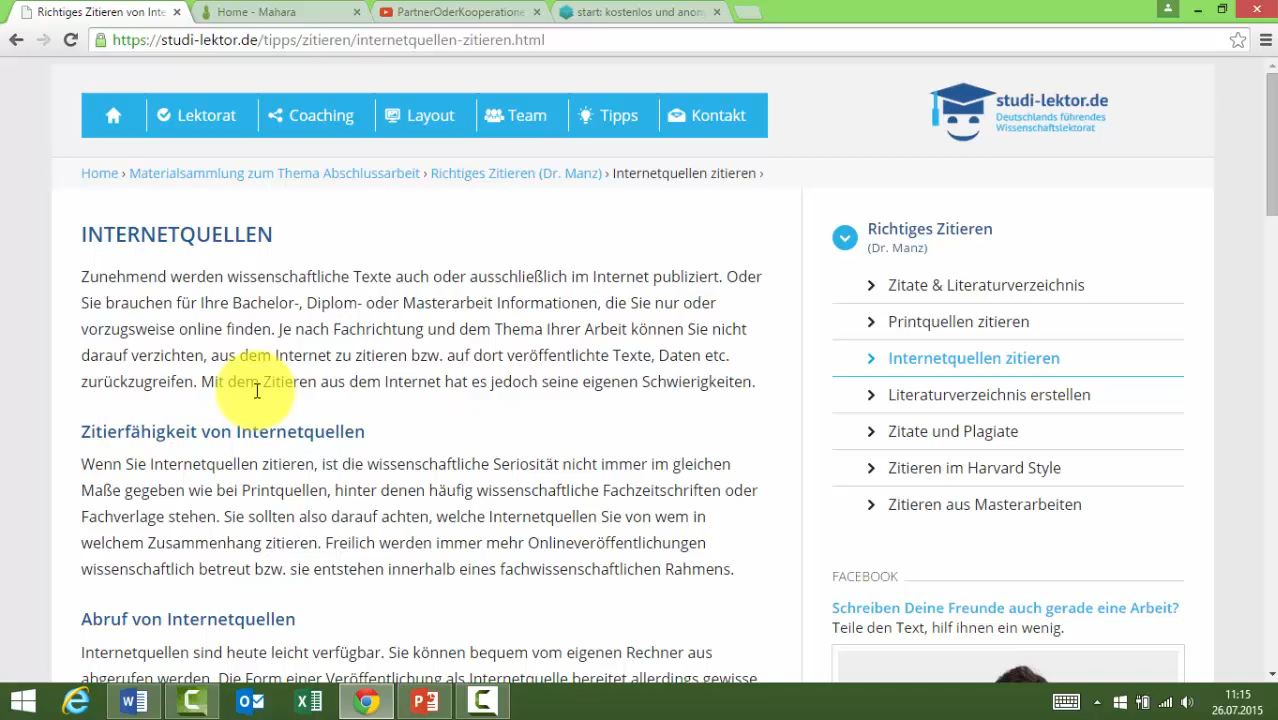 Richtiges Zitieren von Inte
Home - Mahara
PartnerOderKooperatione
start: kostenlos und anon
https://studi-lektor.de/tipps/zitieren/internetquellen-zitieren.html
Lektorat
Coaching
Layout
Team
Tipps
Kontakt
studi-lektor.de
Deutschlands führendes
Wissenschaftslektorat
Home › Materialsammlung zum Thema Abschlussarbeit › Richtiges Zitieren (Dr. Manz) › Internetquellen zitieren ›
INTERNETQUELLEN
Zunehmend werden wissenschaftliche Texte auch oder ausschließlich im Internet publiziert. Oder
Sie brauchen für Ihre Bachelor-, Diplom- oder Masterarbeit Informationen, die Sie nur oder
vorzugsweise online finden. Je nach Fachrichtung und dem Thema Ihrer Arbeit können Sie nicht
darauf verzichten, aus dem Internet zu zitieren bzw. auf dort veröffentlichte Texte, Daten etc.
zurückzugreifen. Mit dem Zitieren aus dem Internet hat es jedoch seine eigenen Schwierigkeiten.
Zitierfähigkeit von Internetquellen
Wenn Sie Internetquellen zitieren, ist die wissenschaftliche Seriosität nicht immer im gleichen
Maße gegeben wie bei Printquellen, hinter denen häufig wissenschaftliche Fachzeitschriften oder
Fachverlage stehen. Sie sollten also darauf achten, welche Internetquellen Sie von wem in
welchem Zusammenhang zitieren. Freilich werden immer mehr Onlineveröffentlichungen
wissenschaftlich betreut bzw. sie entstehen innerhalb eines fachwissenschaftlichen Rahmens.
Abruf von Internetquellen
Internetquellen sind heute leicht verfügbar. Sie können bequem vom eigenen Rechner aus
abgerufen werden. Die Form einer Veröffentlichung als Internetquelle bereitet allerdings gewisse
Richtiges Zitieren
(Dr. Manz)
Zitate & Literaturverzeichnis
Printquellen zitieren
Internetquellen zitieren
Literaturverzeichnis erstellen
Zitate und Plagiate
Zitieren im Harvard Style
Zitieren aus Masterarbeiten
FACEBOOK
Schreiben Deine Freunde auch gerade eine Arbeit?
Teile den Text, hilf ihnen ein wenig.
11:15
26.07.2015